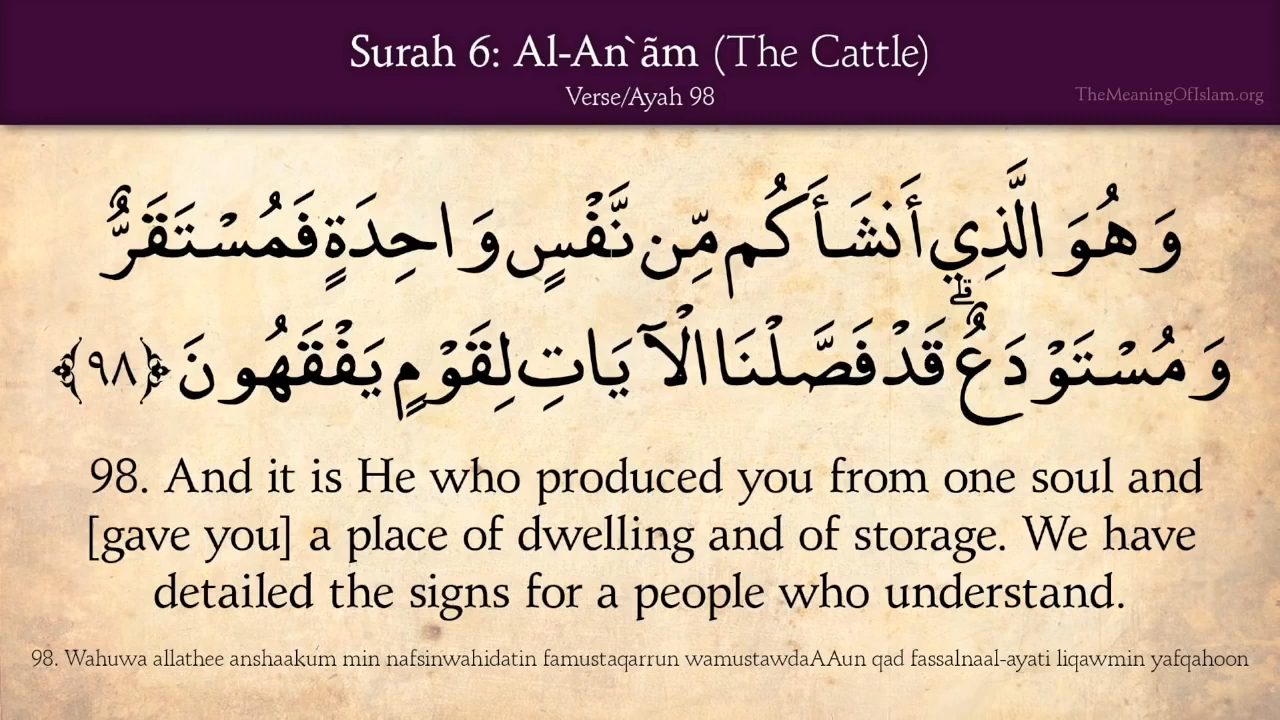 Surah 6: Al-An`ãm (The Cattle)
Verse/Ayah 98
TheMeaningOfIslam.org
وَهُوَ الَّذِي أَنشَأَكُم مِّن نَّفْسٍ وَاحِدَةٍ فَمُسْتَقَرٌّ
وَمُسْتَوْدَعٌ ۗ قَدْ فَصَّلْنَا الْآيَاتِ لِقَوْمٍ يَفْقَهُونَ ﴿٩٨﴾
98. And it is He who produced you from one soul and
[gave you] a place of dwelling and of storage. We have
detailed the signs for a people who understand.
98. Wahuwa allathee anshaakum min nafsinwahidatin famustaqarrun wamustawdaAAun qad fassalnaal-ayati liqawmin yafqahoon